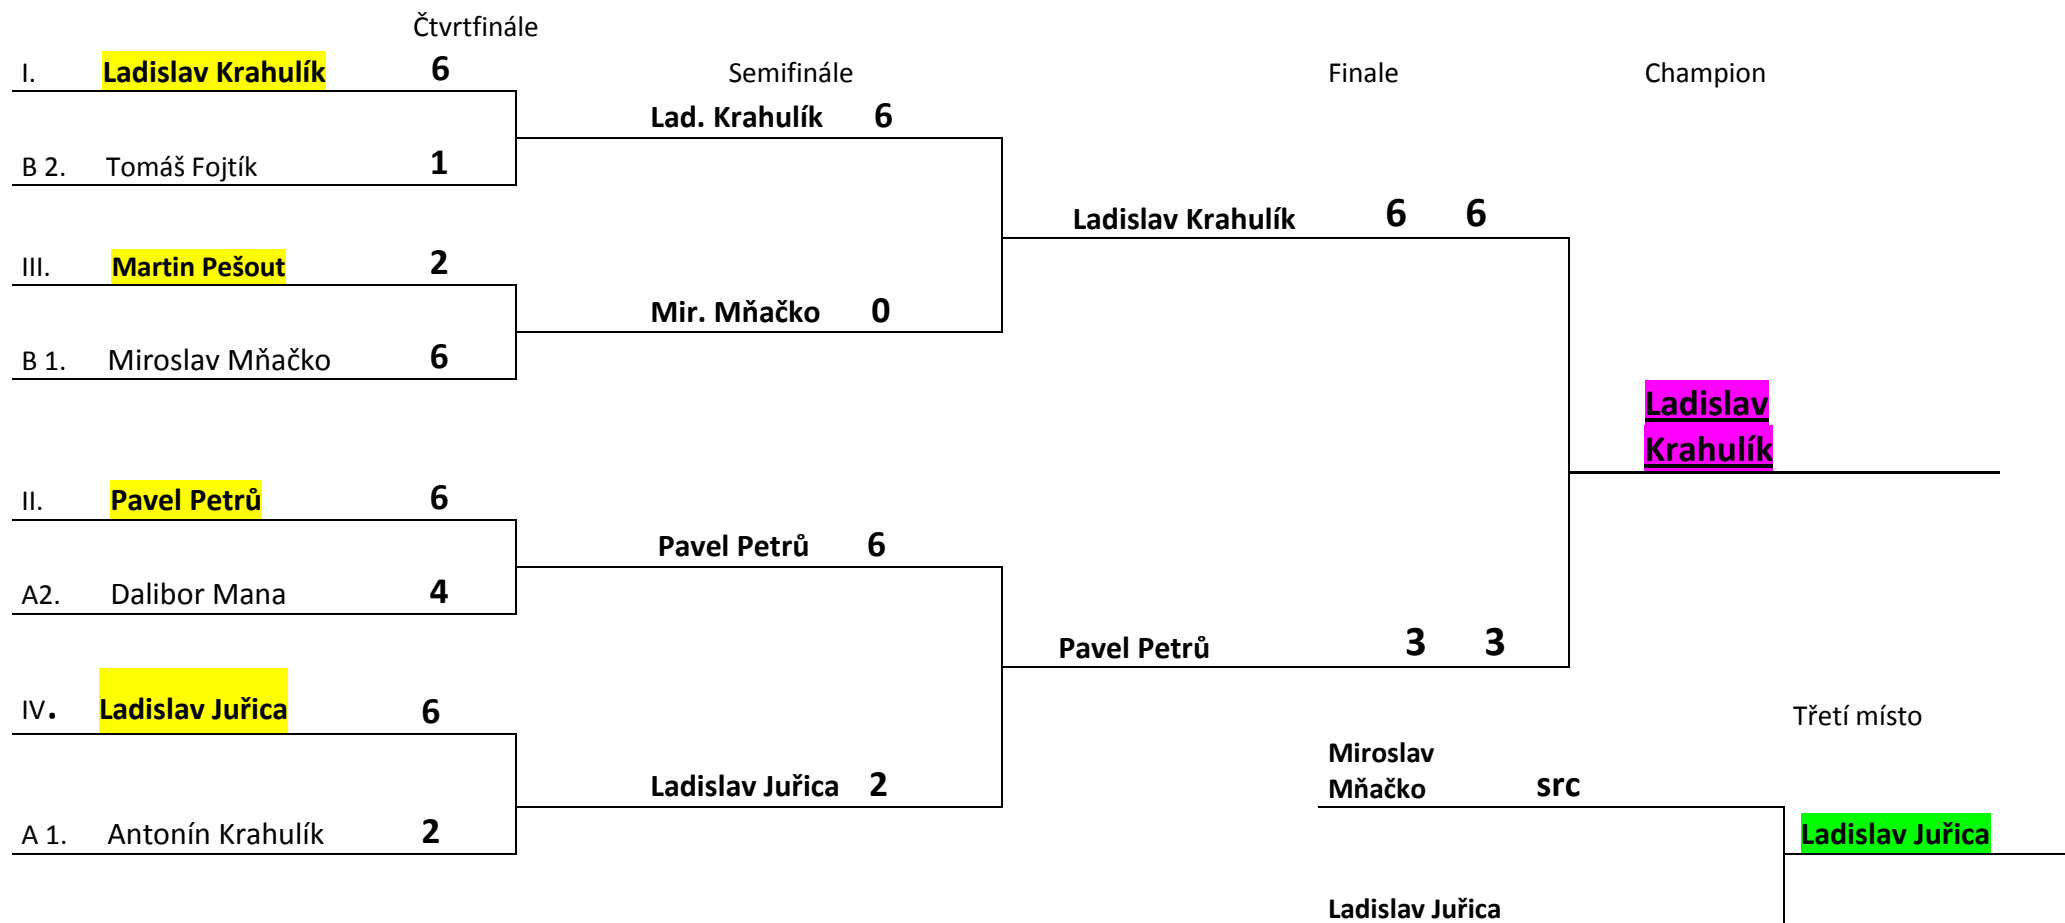 Čtvrtfinále
I. Ladislav Krahulík 6
Semifinále
Finale
Champion
Lad. Krahulík 6
B 2. Tomáš Fojtík 1
Ladislav Krahulík 6 6
III. Martin Pešout 2
Mir. Mňačko 0
B 1. Miroslav Mňačko 6
Ladislav
Krahulík
II. Pavel Petrů 6
Pavel Petrů 6
A2. Dalibor Mana 4
Pavel Petrů 3 3
IV. Ladislav Juřica 6
Třetí místo
Miroslav
Mňačko src
Ladislav Juřica 2
A 1. Antonín Krahulík 2
Ladislav Juřica
Ladislav Juřica